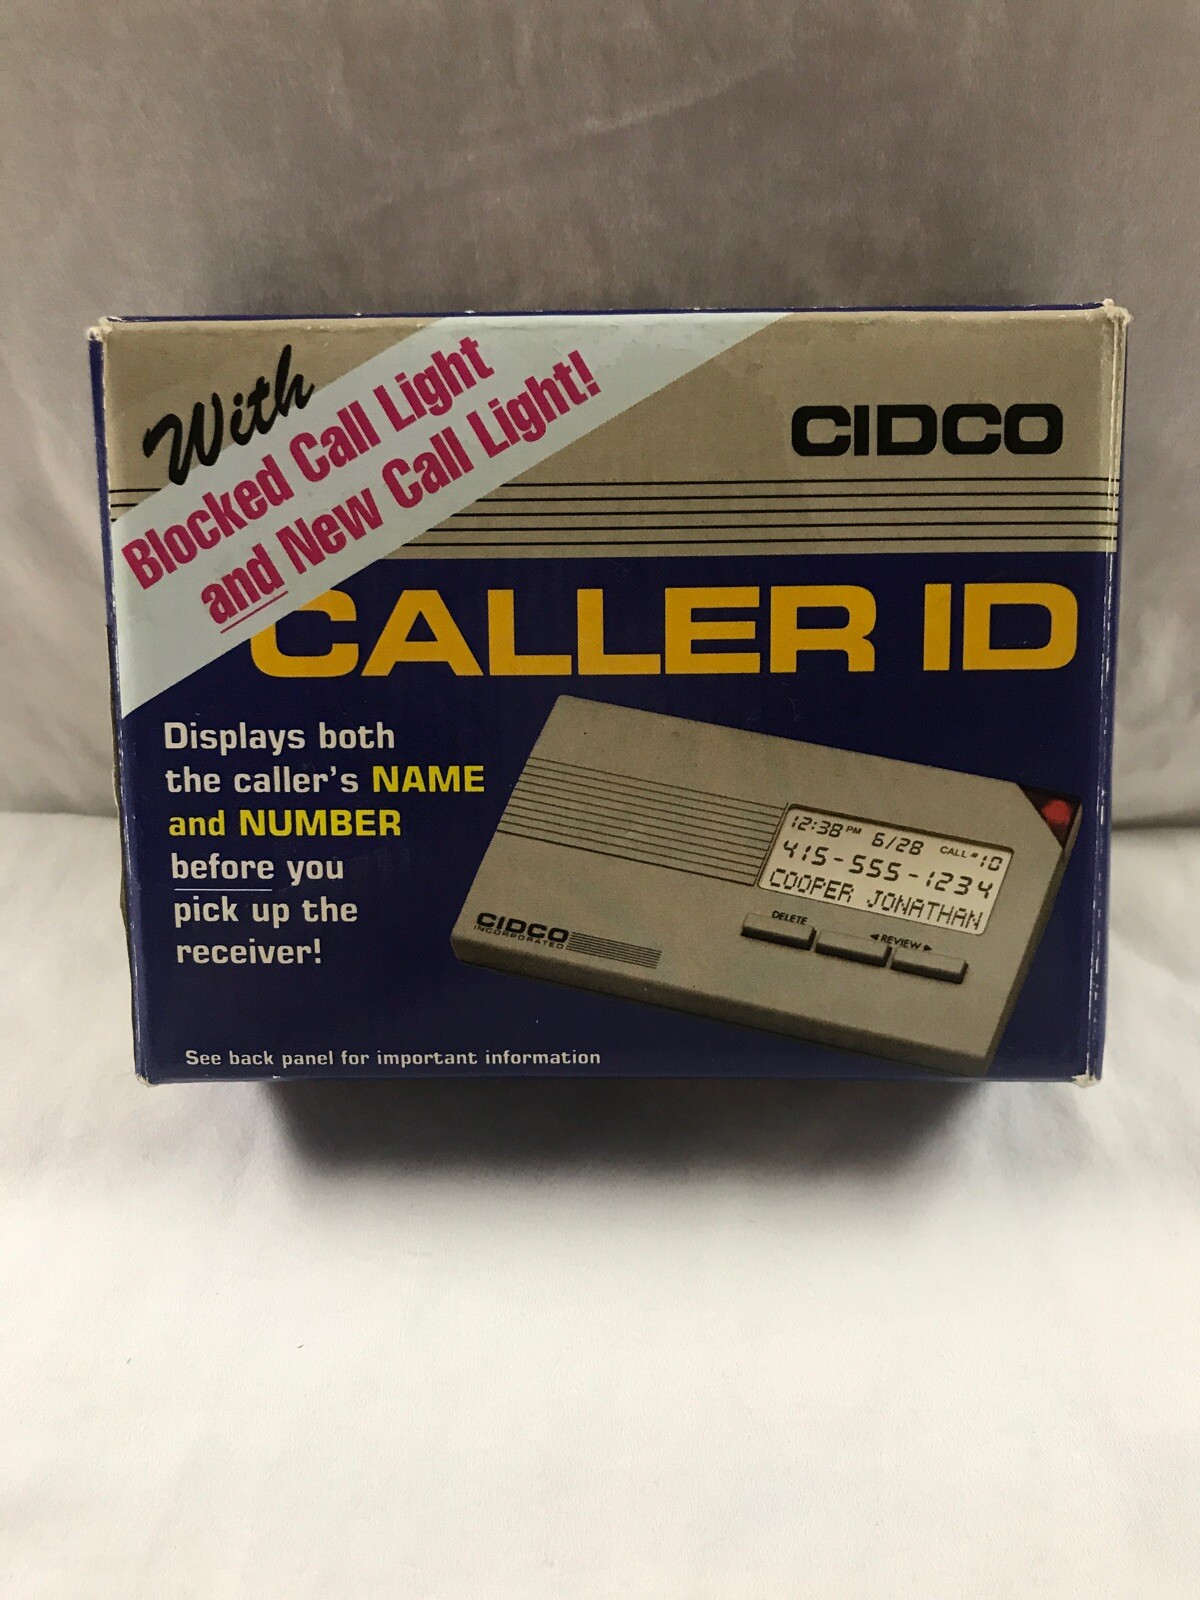 With
Blocked Call Light
and New Call Light!
CIDCO
CALLER ID
Displays both
the caller's NAME
and NUMBER
before you
pick up the
receiver!
12:38 PM 6/28 CALL #10
415-555-1234
COOPER JONATHAN
DELETE
◀ REVIEW ▶
CIDCO
INCORPORATED
See back panel for important information